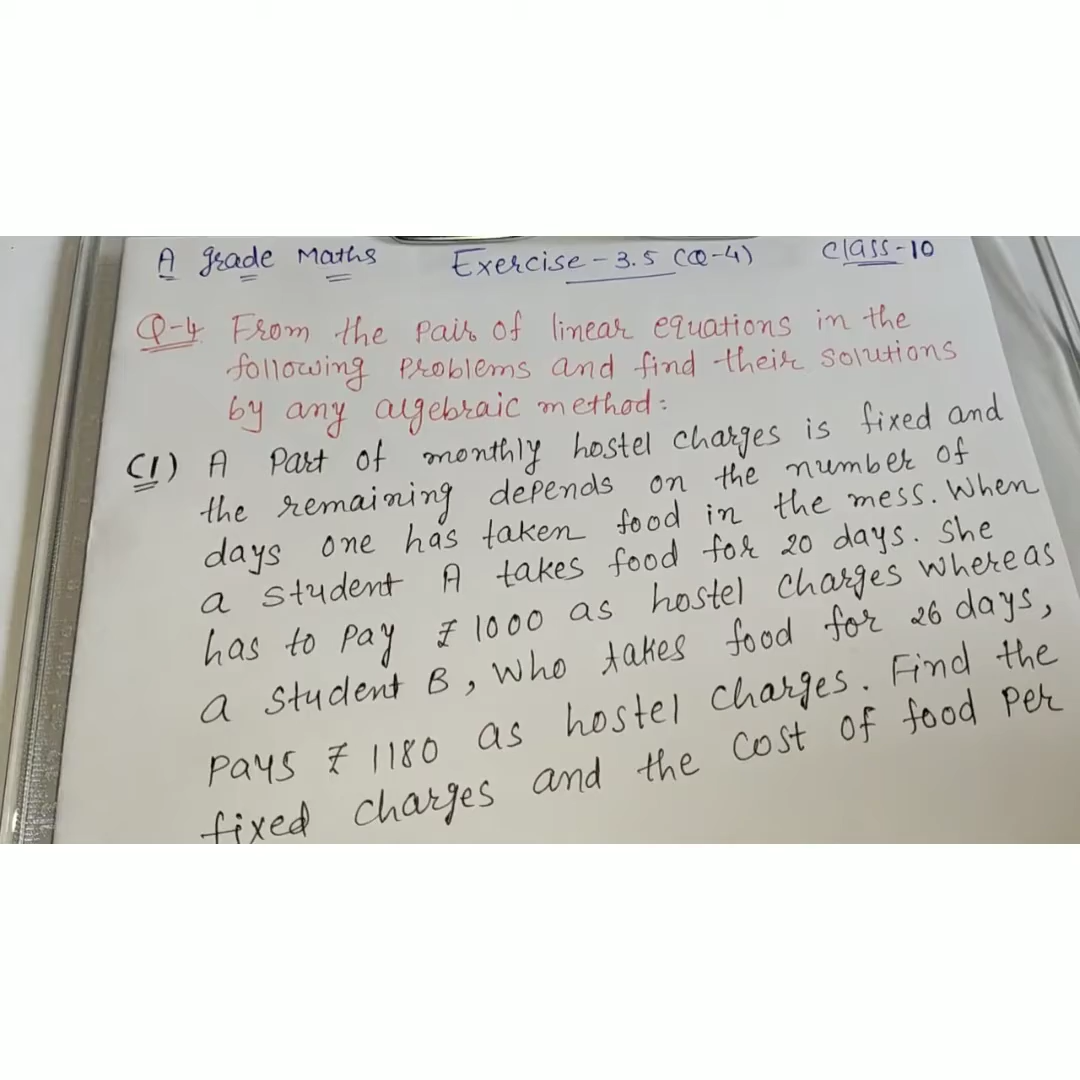 A grade Maths Exercise - 3.5 (Q-4) Class-10
Q-4 From the pair of linear equations in the
following problems and find their solutions
by any algebraic method:
(1) A Part of monthly hostel charges is fixed and
the remaining depends on the number of
days one has taken food in the mess. When
a student A takes food for 20 days. She
has to pay ₹ 1000 as hostel charges whereas
a student B, who takes food for 26 days,
pays ₹ 1180 as hostel charges. Find the
fixed charges and the cost of food per